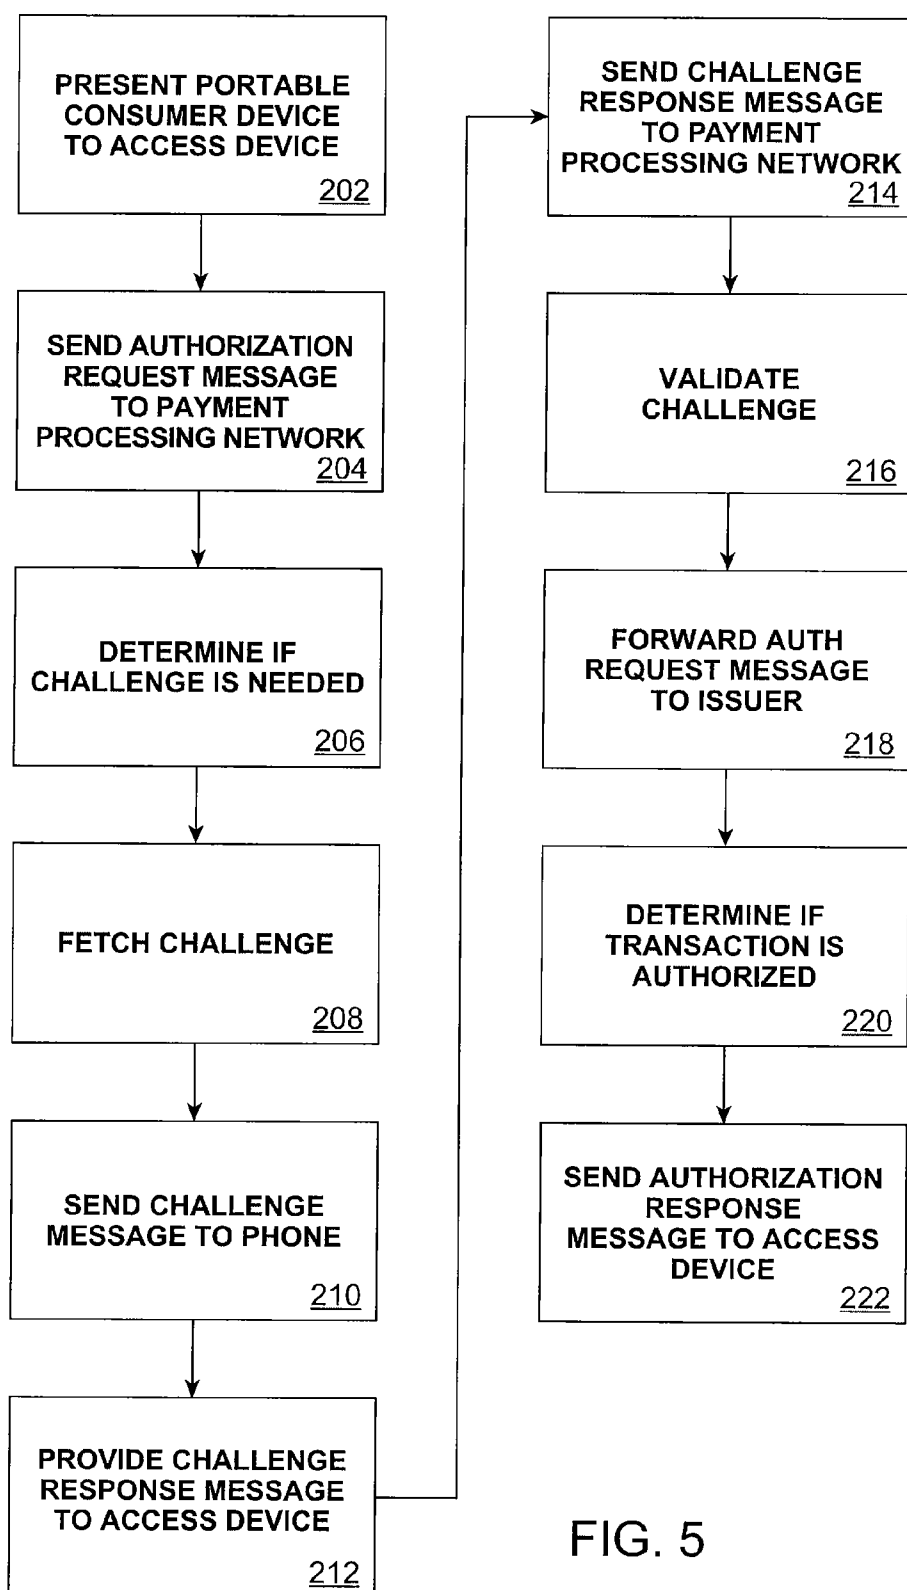 PRESENT PORTABLE
CONSUMER DEVICE
TO ACCESS DEVICE
202
SEND AUTHORIZATION
REQUEST MESSAGE
TO PAYMENT
PROCESSING NETWORK
204
DETERMINE IF
CHALLENGE IS NEEDED
206
FETCH CHALLENGE
208
SEND CHALLENGE
MESSAGE TO PHONE
210
PROVIDE CHALLENGE
RESPONSE MESSAGE
TO ACCESS DEVICE
212
SEND CHALLENGE
RESPONSE MESSAGE
TO PAYMENT
PROCESSING NETWORK
214
VALIDATE
CHALLENGE
216
FORWARD AUTH
REQUEST MESSAGE
TO ISSUER
218
DETERMINE IF
TRANSACTION IS
AUTHORIZED
220
SEND AUTHORIZATION
RESPONSE
MESSAGE TO ACCESS
DEVICE
222
FIG. 5